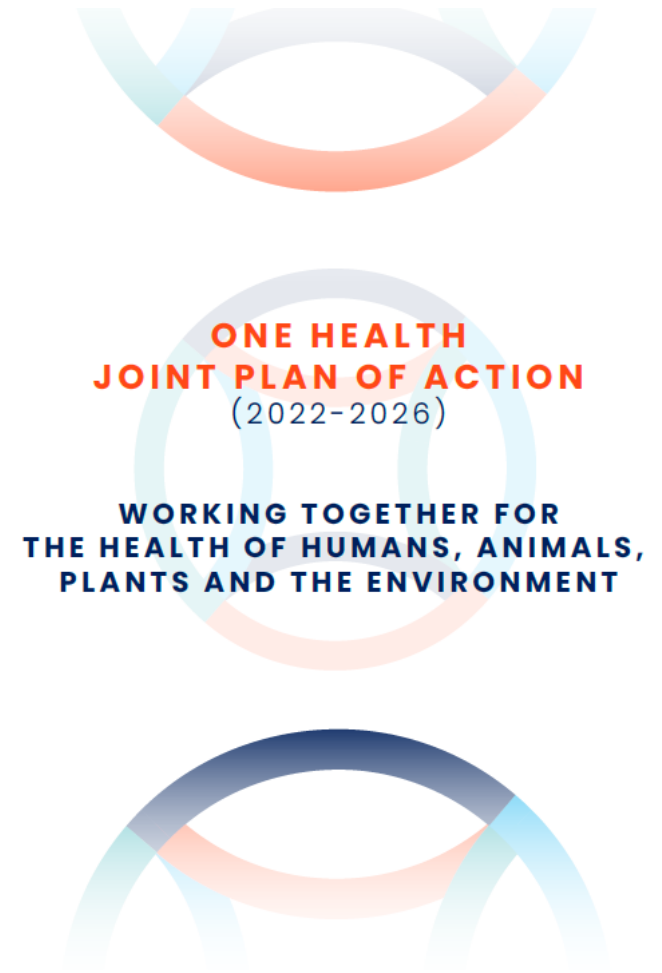 ONE HEALTH
JOINT PLAN OF ACTION
(2022-2026)
WORKING TOGETHER FOR
THE HEALTH OF HUMANS, ANIMALS,
PLANTS AND THE ENVIRONMENT